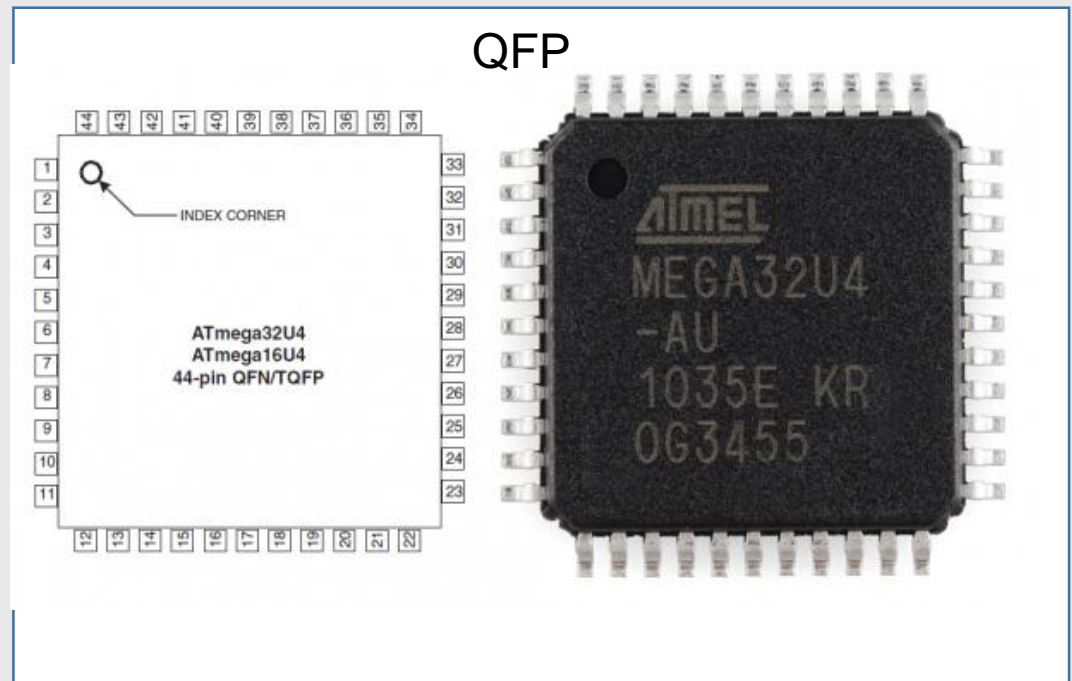 QFP
44 43 42 41 40 39 38 37 36 35 34
1
2
3
4
5
6
7
8
9
10
11
INDEX CORNER
ATmega32U4
ATmega16U4
44-pin QFN/TQFP
33
32
31
30
29
28
27
26
25
24
23
12 13 14 15 16 17 18 19 20 21 22
ATMEL
MEGA32U4
-AU
1035E KR
0G3455